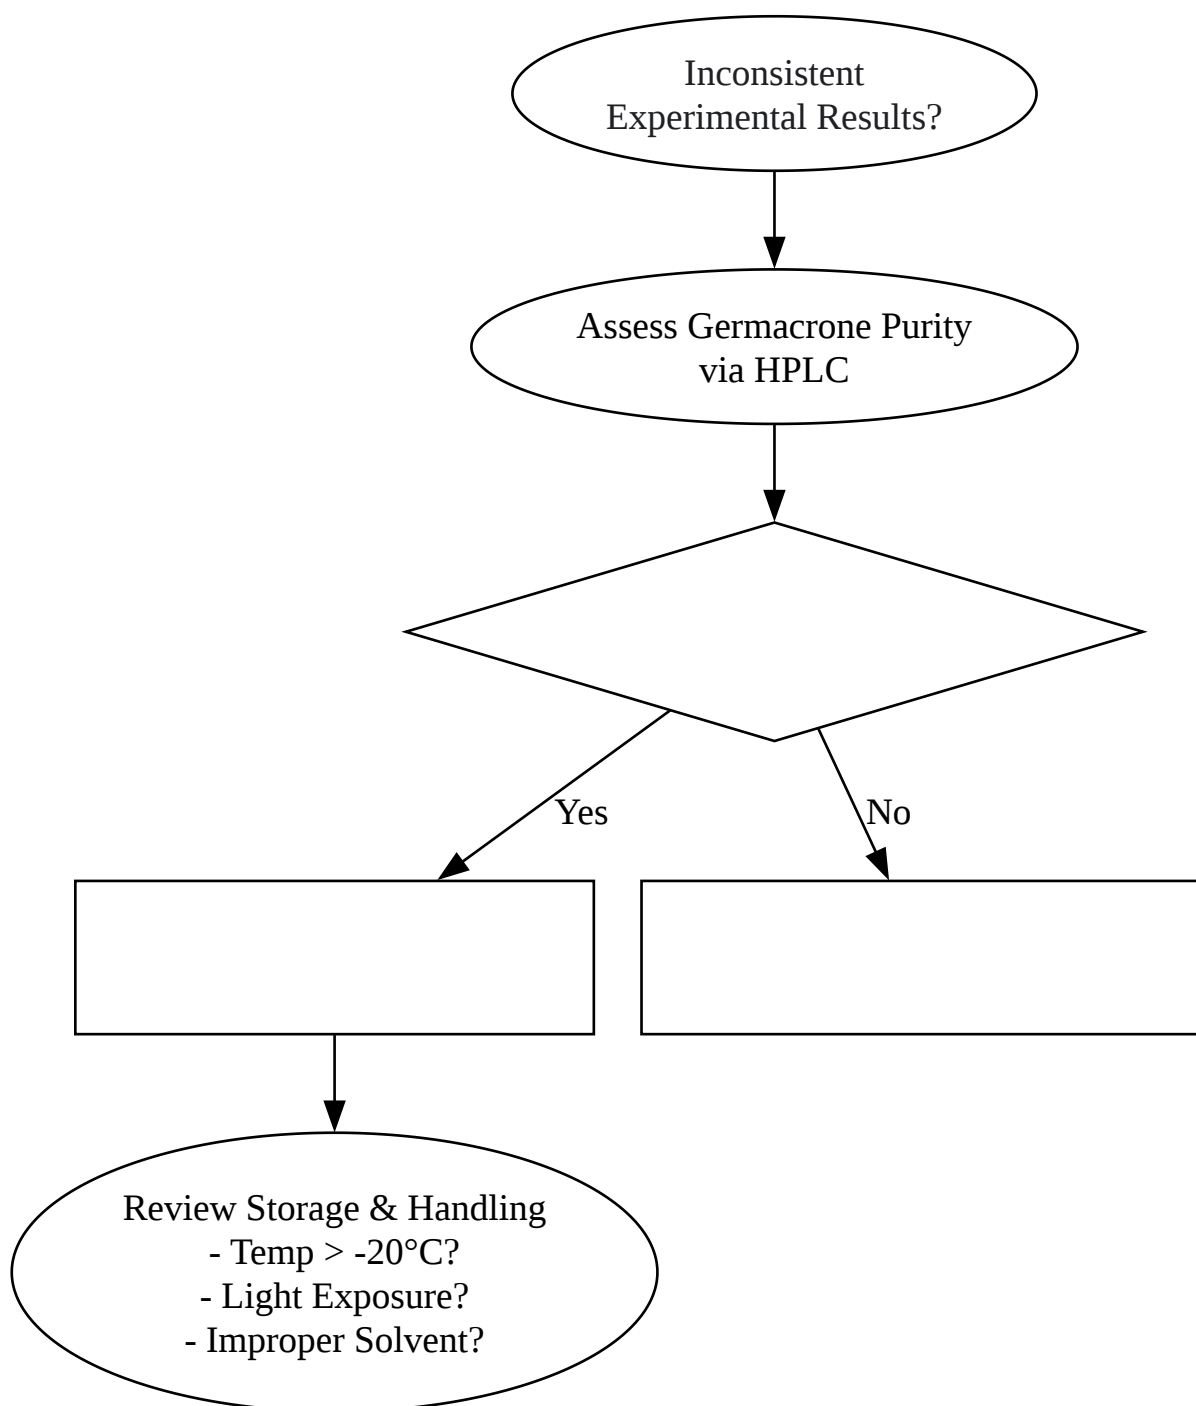 Inconsistent
Experimental Results?
Assess Germacrone Purity
via HPLC
Yes
No
Review Storage & Handling
- Temp > -20°C?
- Light Exposure?
- Improper Solvent?